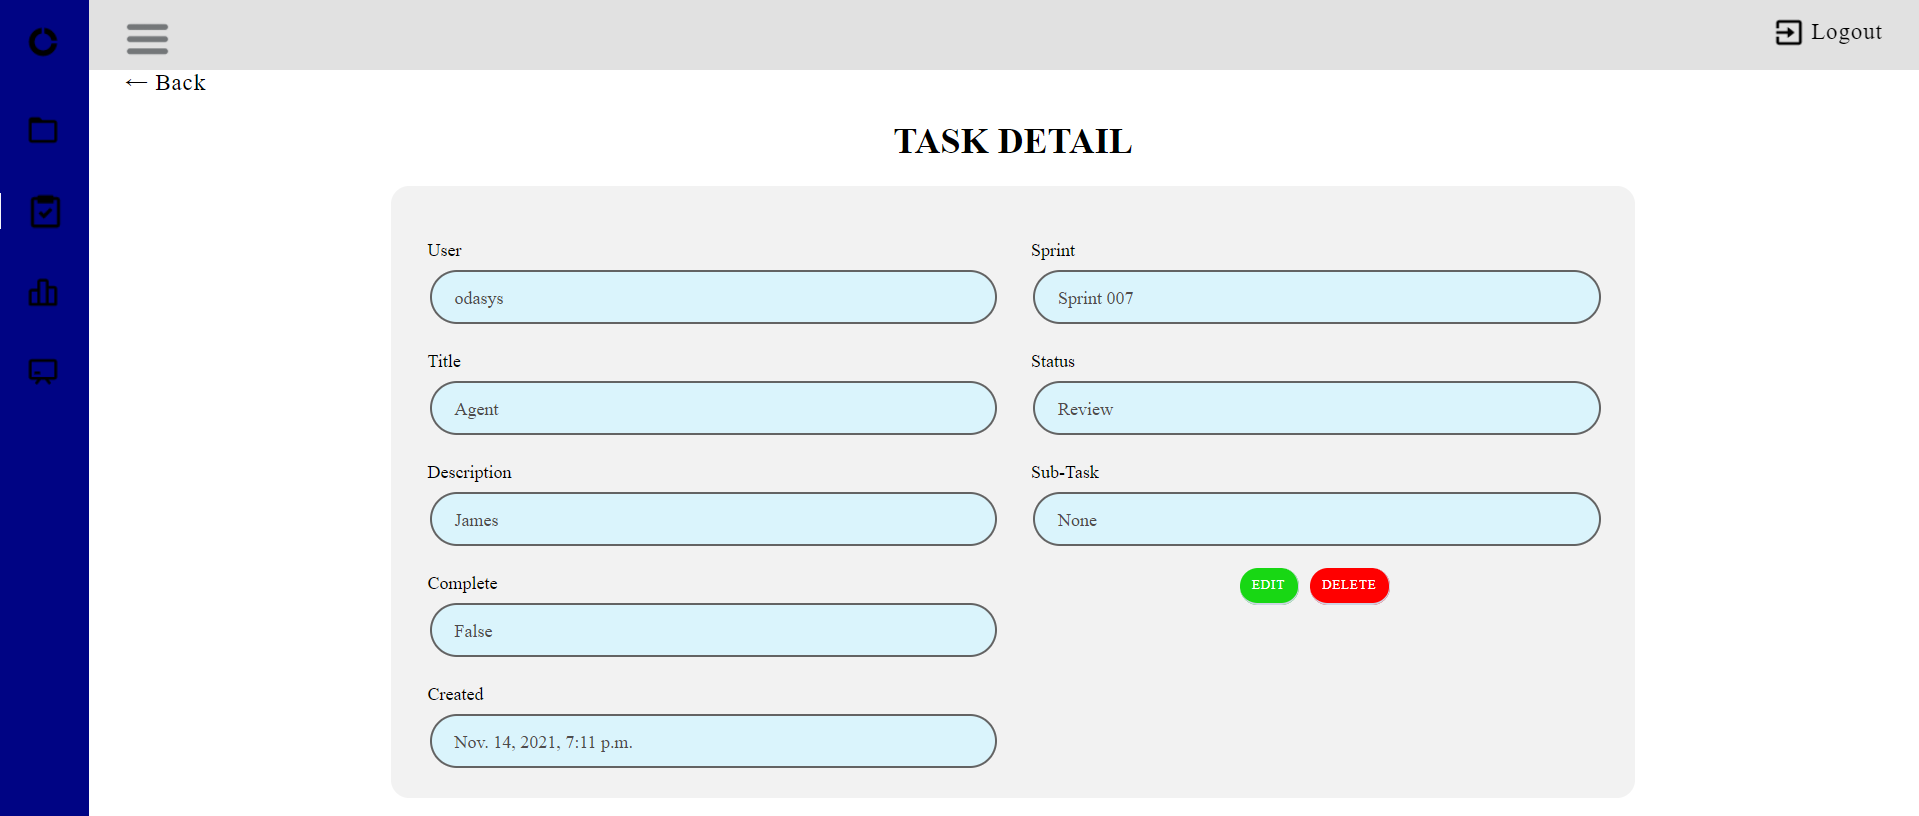 Logout
← Back
TASK DETAIL
User
odasys
Sprint
Sprint 007
Title
Agent
Status
Review
Description
James
Sub-Task
None
Complete
False
EDIT
DELETE
Created
Nov. 14, 2021, 7:11 p.m.